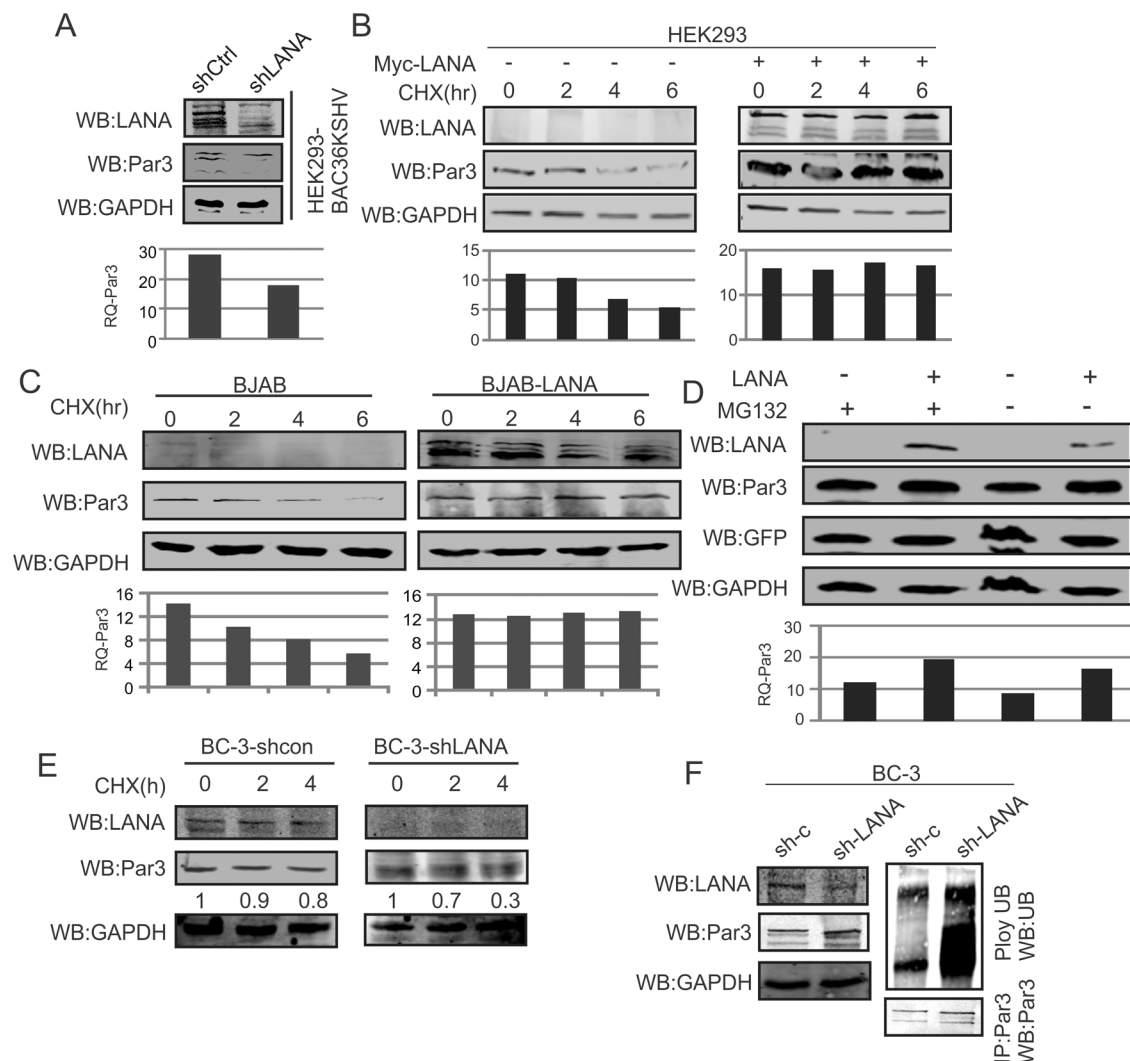 A
shCtrl
shLANA
WB:LANA
WB:Par3
WB:GAPDH
HEK293-
BAC36KSHV
RQ-Par3
30
20
10
0
B
HEK293
Myc-LANA - - - - + + + +
CHX(hr) 0 2 4 6 0 2 4 6
WB:LANA
WB:Par3
WB:GAPDH
15
10
5
0
20
15
10
0
C
BJAB
BJAB-LANA
CHX(hr) 0 2 4 6 0 2 4 6
WB:LANA
WB:Par3
WB:GAPDH
RQ-Par3
16
12
8
4
0
16
12
8
12
4
0
D
LANA - + - +
MG132 + + - -
WB:LANA
WB:Par3
WB:GFP
WB:GAPDH
RQ-Par3
30
20
10
0
E
BC-3-shcon
BC-3-shLANA
CHX(h) 0 2 4 0 2 4
WB:LANA
WB:Par3
1 0.9 0.8 1 0.7 0.3
WB:GAPDH
F
BC-3
sh-c
sh-LANA
sh-c
sh-LANA
WB:LANA
WB:Par3
WB:GAPDH
Ploy UB
WB:UB
IP:Par3
WB:Par3